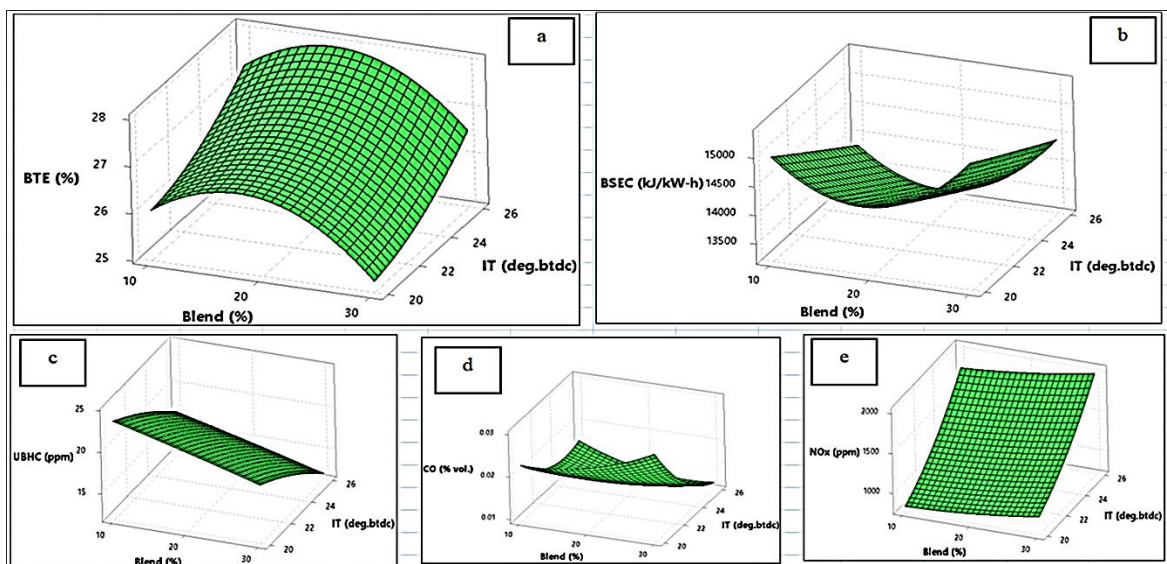 a
28
27
BTE (%)
26
25
10
20
Blend (%)
30
20
22
24
26
IT (deg.btdc)
b
15000
14500
BSEC (kJ/kW-h)
14000
13500
10
20
Blend (%)
30
20
22
24
26
IT (deg.btdc)
c
25
20
UBHC (ppm)
15
10
20
Blend (%)
30
20
22
24
26
IT (deg.btdc)
d
0.03
0.02
CO (% vol.)
0.01
10
20
Blend (%)
30
20
22
24
26
IT (deg.btdc)
e
2000
1500
NOx (ppm)
1000
10
20
Blend (%)
30
20
22
24
26
IT (deg.btdc)